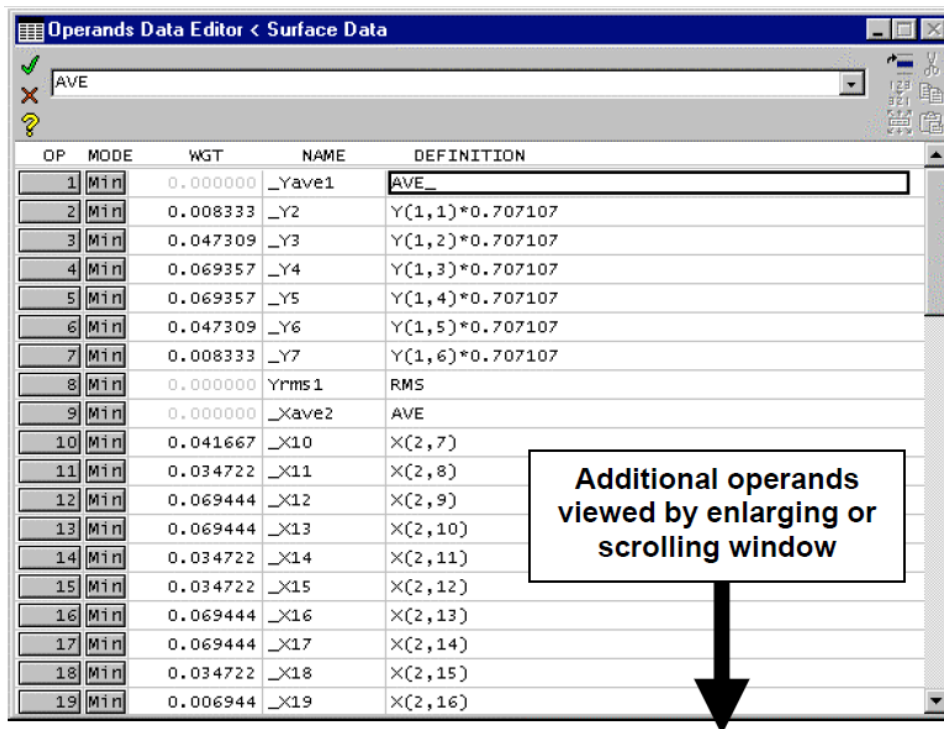 Operands Data Editor < Surface Data
AVE
OP MODE WGT NAME DEFINITION
1 Min 0.000000 _Yave1 AVE_
2 Min 0.008333 _Y2 Y(1,1)*0.707107
3 Min 0.047309 _Y3 Y(1,2)*0.707107
4 Min 0.069357 _Y4 Y(1,3)*0.707107
5 Min 0.069357 _Y5 Y(1,4)*0.707107
6 Min 0.047309 _Y6 Y(1,5)*0.707107
7 Min 0.008333 _Y7 Y(1,6)*0.707107
8 Min 0.000000 Yrms1 RMS
9 Min 0.000000 _Xave2 AVE
10 Min 0.041667 _X10 X(2,7)
11 Min 0.034722 _X11 X(2,8)
12 Min 0.069444 _X12 X(2,9)
13 Min 0.069444 _X13 X(2,10)
14 Min 0.034722 _X14 X(2,11)
15 Min 0.034722 _X15 X(2,12)
16 Min 0.069444 _X16 X(2,13)
17 Min 0.069444 _X17 X(2,14)
18 Min 0.034722 _X18 X(2,15)
19 Min 0.006944 _X19 X(2,16)
Additional operands
viewed by enlarging or
scrolling window